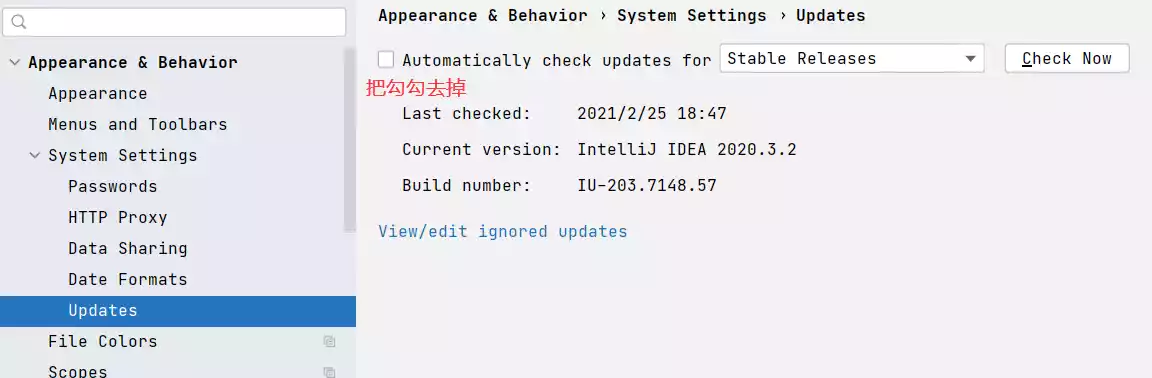 Appearance & Behavior › System Settings › Updates
Appearance & Behavior
Appearance
Menus and Toolbars
System Settings
Passwords
HTTP Proxy
Data Sharing
Date Formats
Updates
File Colors
Scopes
Automatically check updates for Stable Releases Check Now
把勾勾去掉
Last checked: 2021/2/25 18:47
Current version: IntelliJ IDEA 2020.3.2
Build number: IU-203.7148.57
View/edit ignored updates